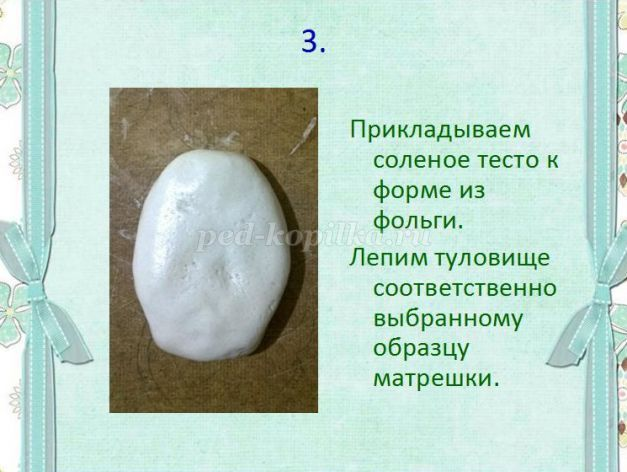 3.
Прикладываем
соленое тесто к
форме из
фольги.
Лепим туловище
соответственно
выбранному
образцу
матрешки.
ped-kopilka.ru